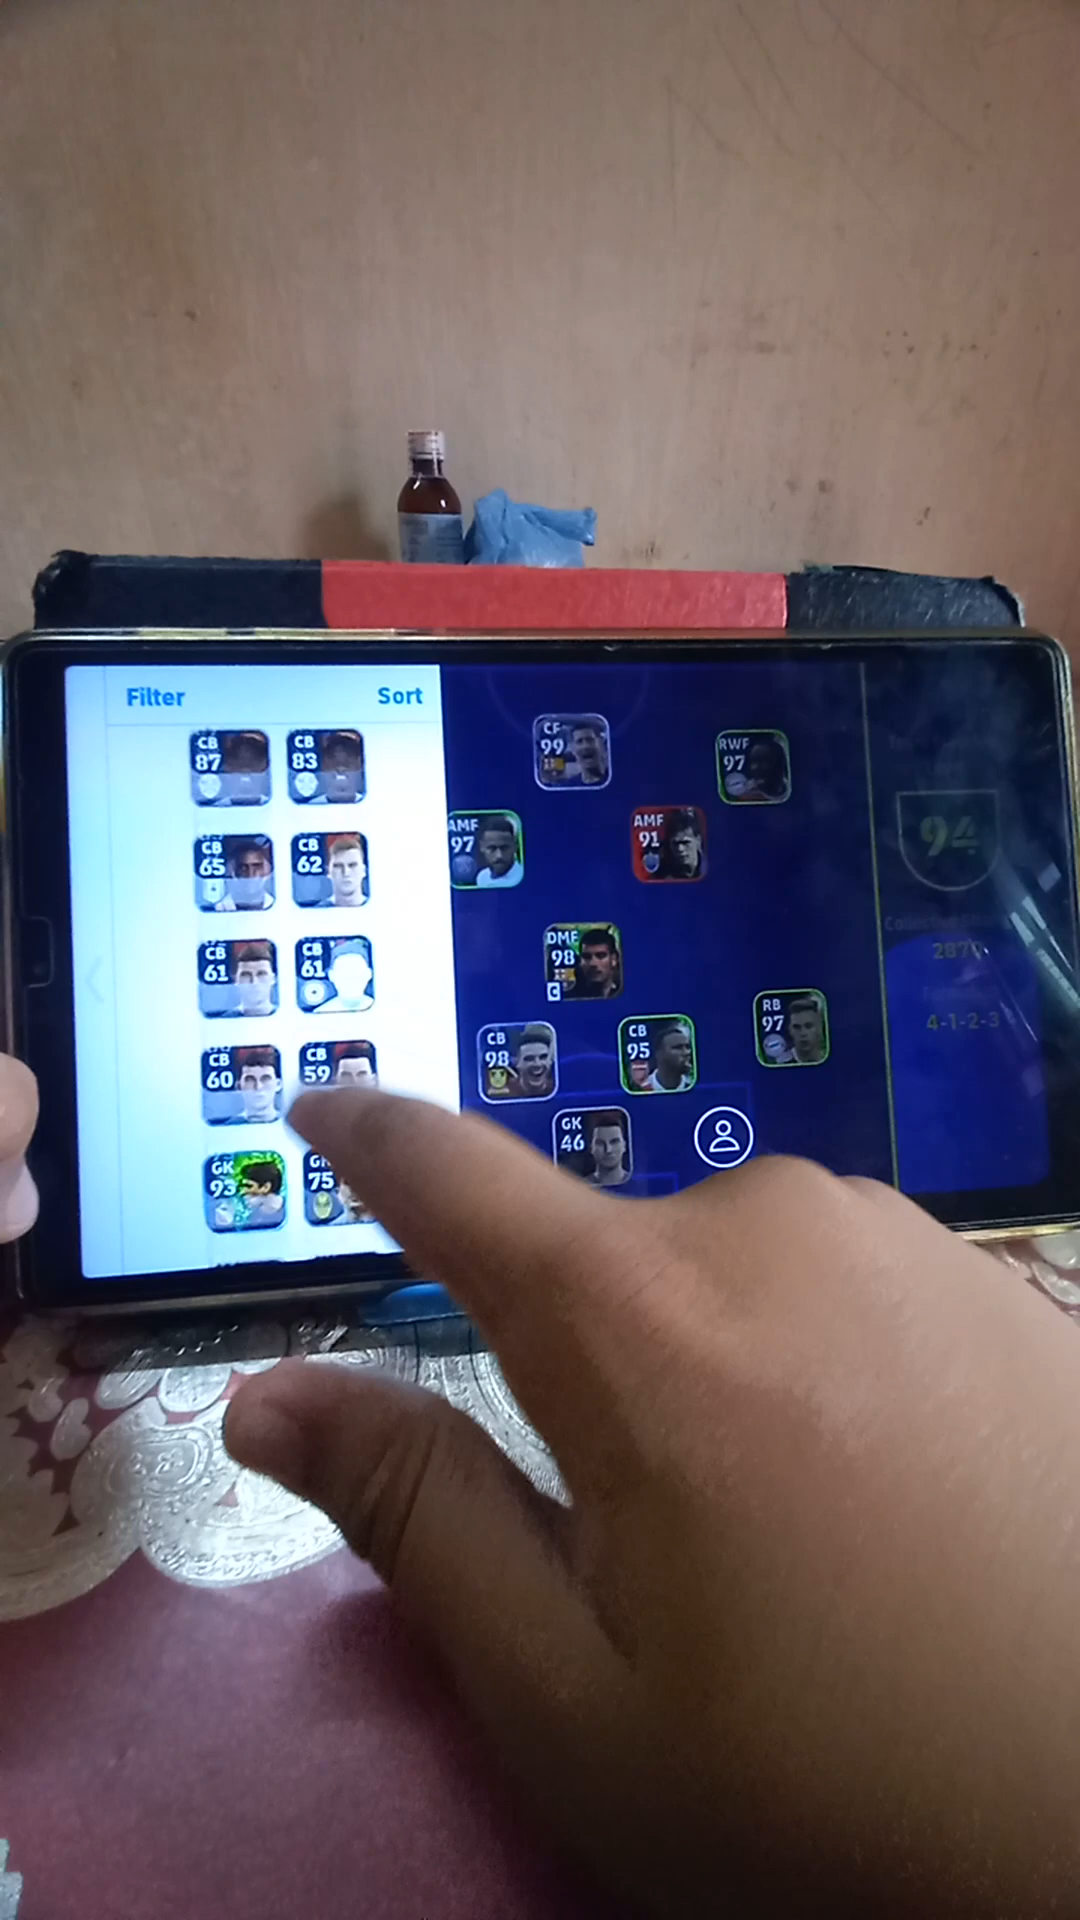 Filter Sort
CB 87
CB 83
CB 65
CB 62
CB 61
CB 61
CB 60
CB 59
GK 93
75
CF 99
RWF 97
AMF 97
AMF 91
DMF 98
C
CB 98
CB 95
RB 97
GK 46
94
4-1-2-3